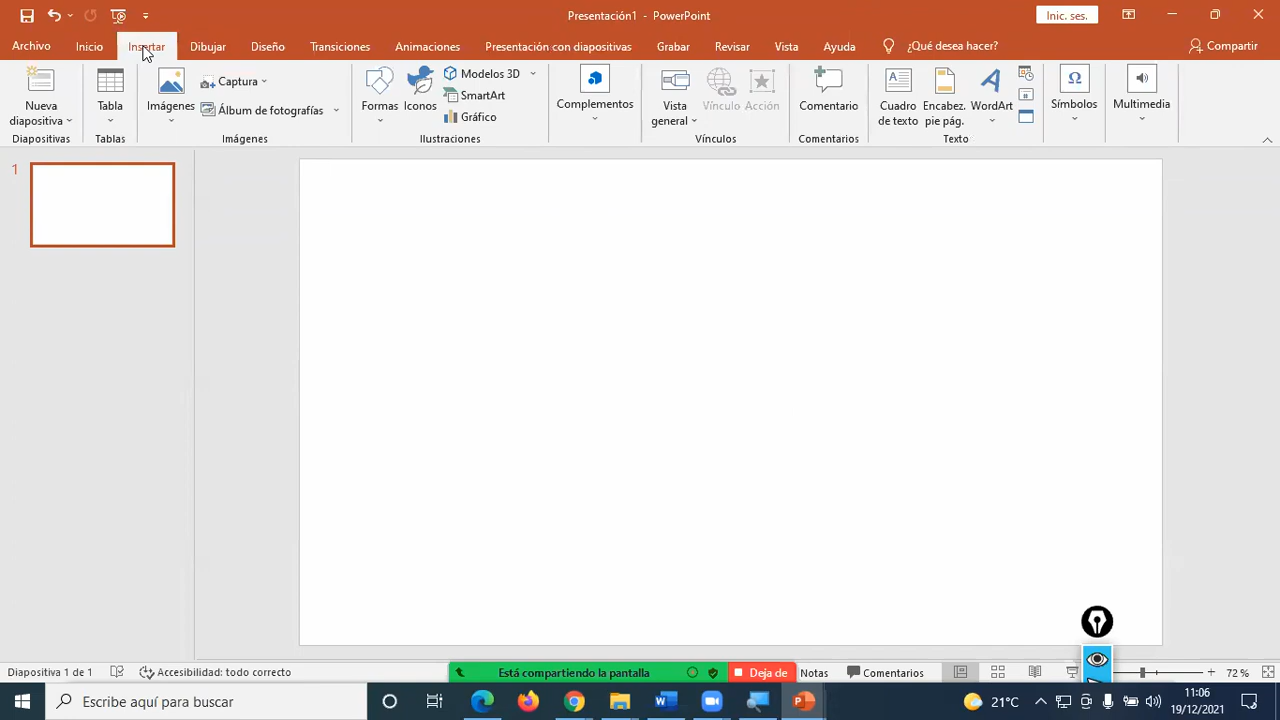 Presentación1 - PowerPoint
Inic. ses.
Archivo Inicio Insertar Dibujar Diseño Transiciones Animaciones Presentación con diapositivas Grabar Revisar Vista Ayuda ¿Qué desea hacer? Compartir
Nueva diapositiva
Tabla
Imágenes
Captura
Álbum de fotografías
Formas
Iconos
Modelos 3D
SmartArt
Gráfico
Complementos
Vista general
Vínculo
Acción
Comentario
Cuadro de texto
Encabez. pie pág.
WordArt
Símbolos
Multimedia
Diapositivas Tablas Imágenes Ilustraciones Vínculos Comentarios Texto
1
Diapositiva 1 de 1 Accesibilidad: todo correcto Está compartiendo la pantalla Deja de Notas Comentarios 72 %
Escribe aquí para buscar 21°C 11:06
19/12/2021